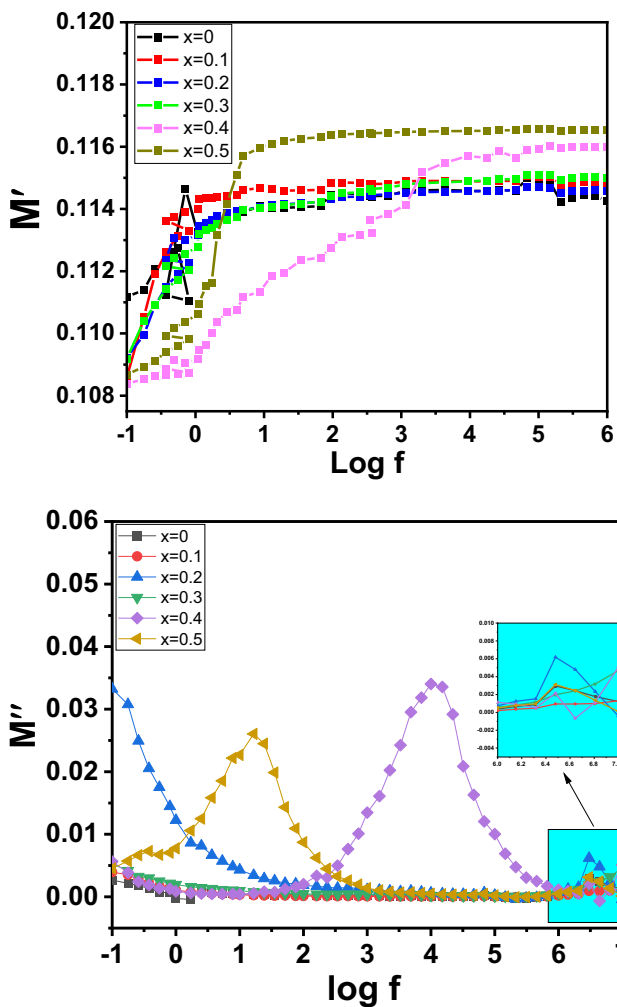 0.120
0.118
0.116
0.114
0.112
0.110
0.108
M′
x=0
x=0.1
x=0.2
x=0.3
x=0.4
x=0.5
-1 0 1 2 3 4 5 6
Log f
0.06
0.05
0.04
0.03
0.02
0.01
0.00
M′′
x=0
x=0.1
x=0.2
x=0.3
x=0.4
x=0.5
0.010
0.008
0.006
0.004
0.002
0.000
-0.002
-0.004
6.0 6.2 6.4 6.6 6.8 7.
-1 0 1 2 3 4 5 6 7
log f